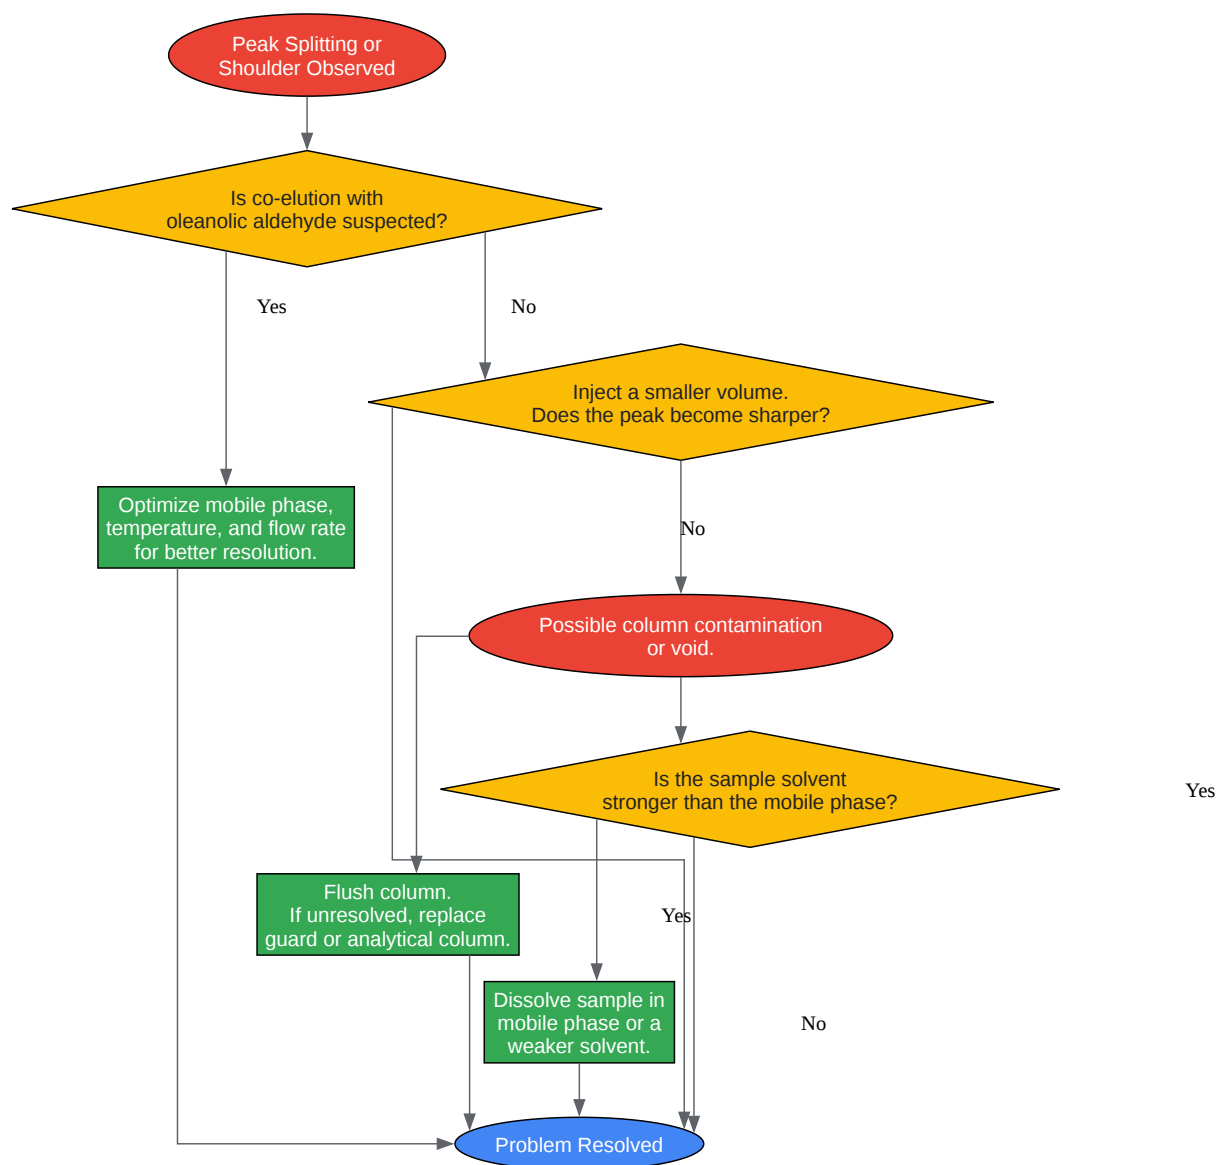 Peak Splitting or
Shoulder Observed
Is co-elution with
oleanolic aldehyde suspected?
Yes
No
Inject a smaller volume.
Does the peak become sharper?
Optimize mobile phase,
temperature, and flow rate
for better resolution.
No
Possible column contamination
or void.
Is the sample solvent
stronger than the mobile phase?
Yes
Flush column.
If unresolved, replace
guard or analytical column.
Yes
Dissolve sample in
mobile phase or a
weaker solvent.
No
Problem Resolved